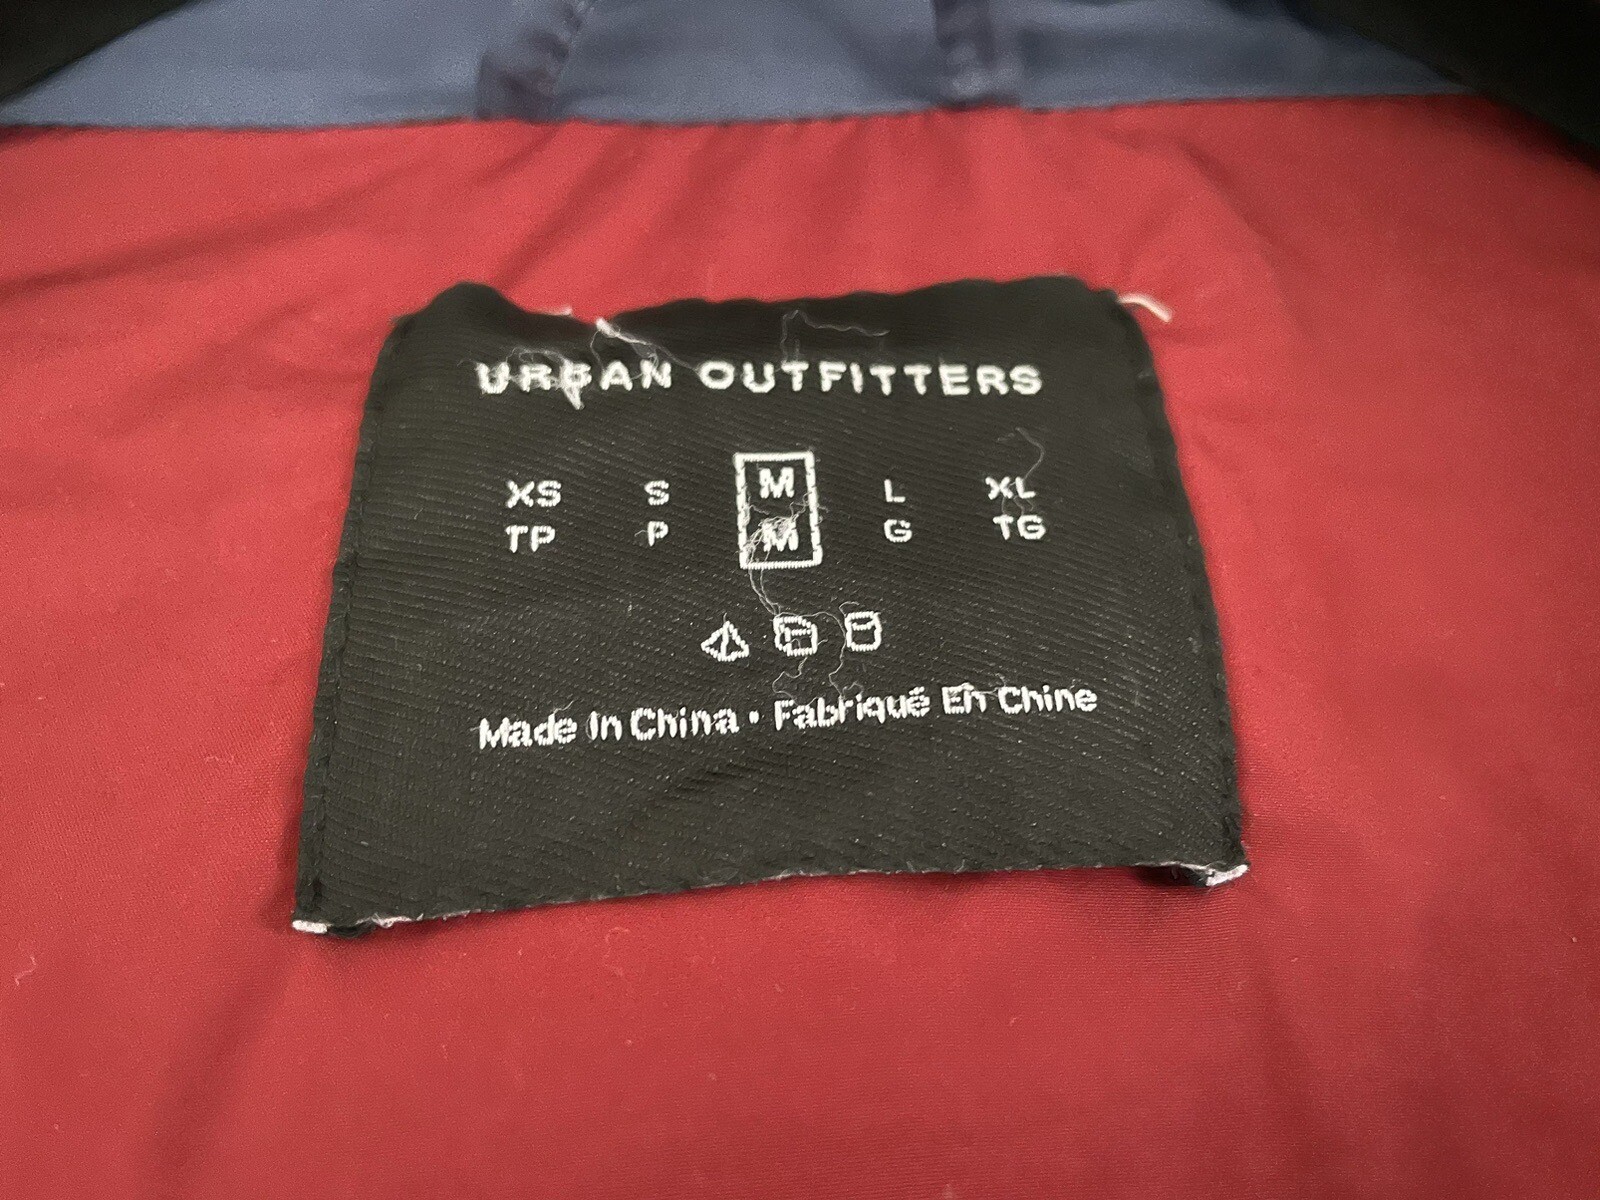 URBAN OUTFITTERS
XS S M L XL
TP P M G TG
Made In China • Fabriqué En Chine